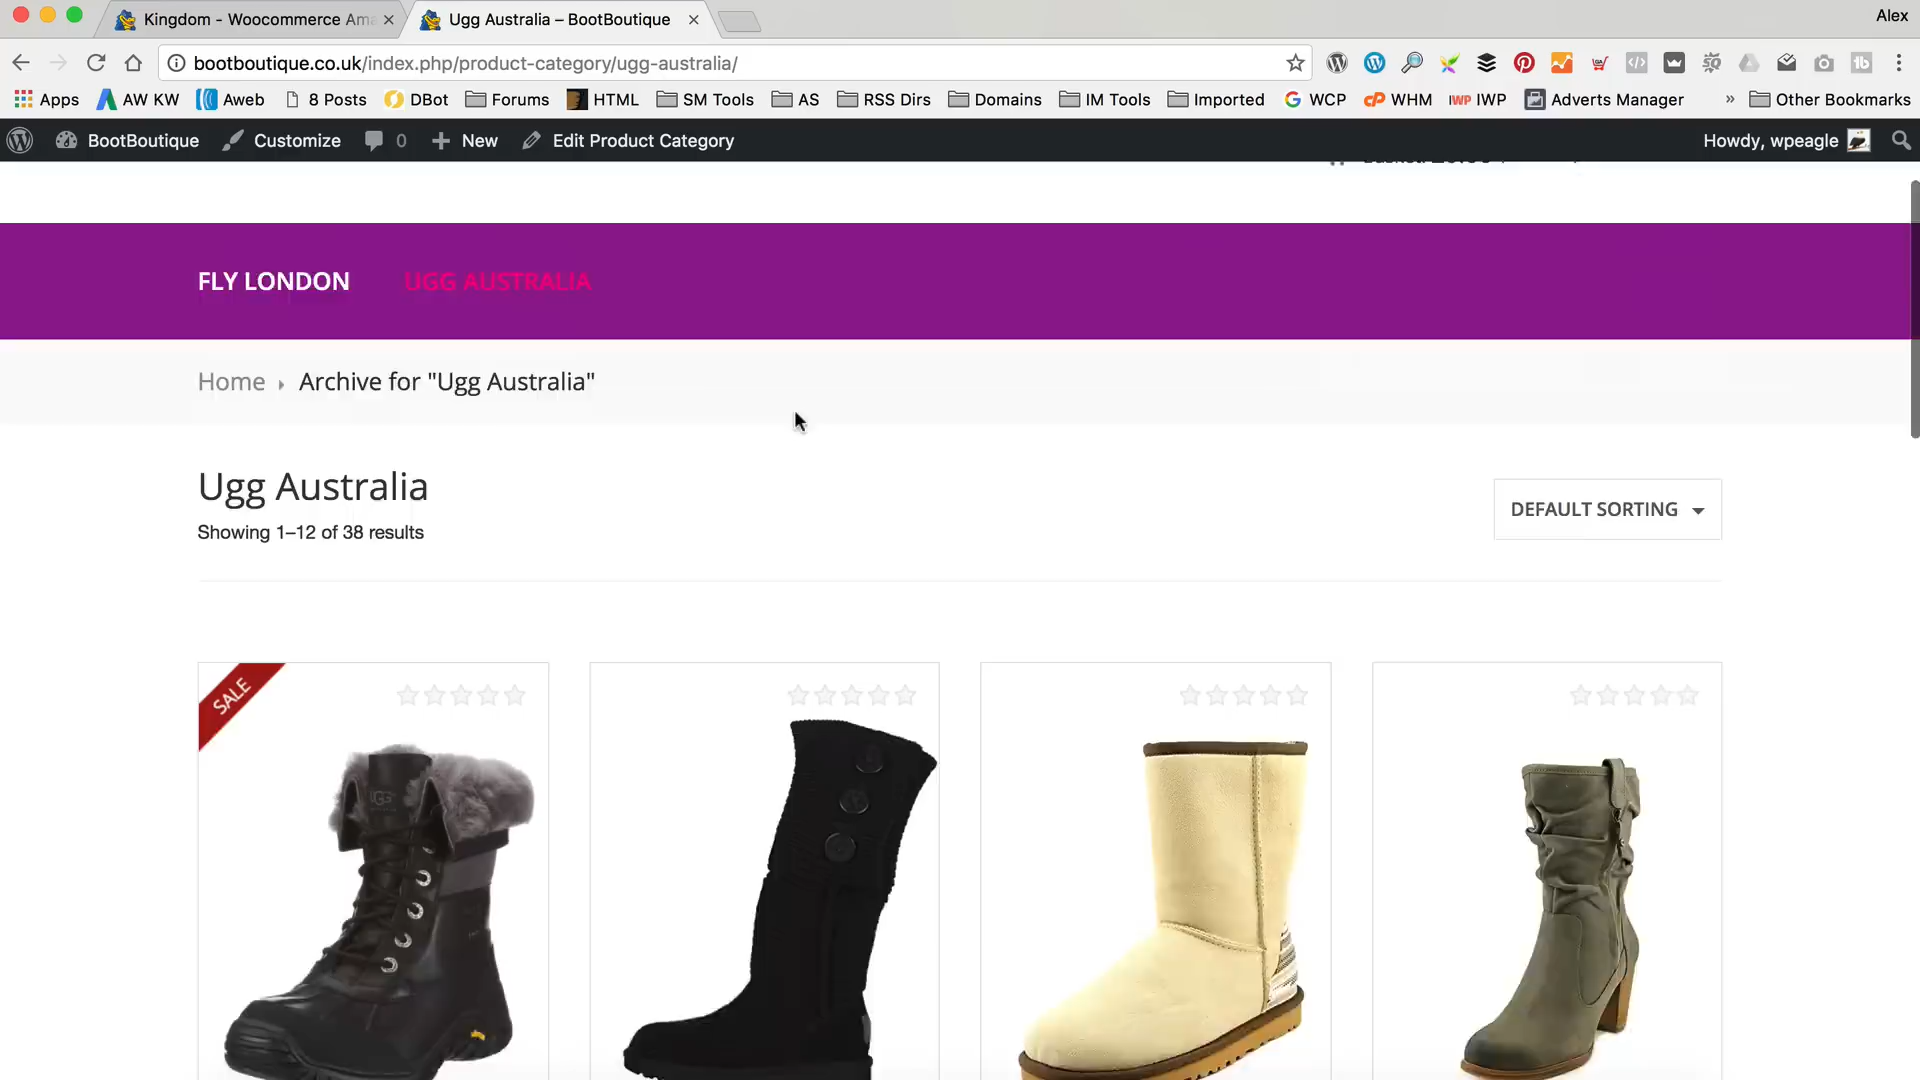 Kingdom - Woocommerce Ama
Ugg Australia – BootBoutique
Alex
bootboutique.co.uk/index.php/product-category/ugg-australia/
Apps
AW KW
Aweb
8 Posts
DBot
Forums
HTML
SM Tools
AS
RSS Dirs
Domains
IM Tools
Imported
WCP
WHM
IWP
IWP
Adverts Manager
»
Other Bookmarks
BootBoutique
Customize
0
New
Edit Product Category
Howdy, wpeagle
FLY LONDON
UGG AUSTRALIA
Home
Archive for "Ugg Australia"
Ugg Australia
Showing 1–12 of 38 results
DEFAULT SORTING
SALE
UGG